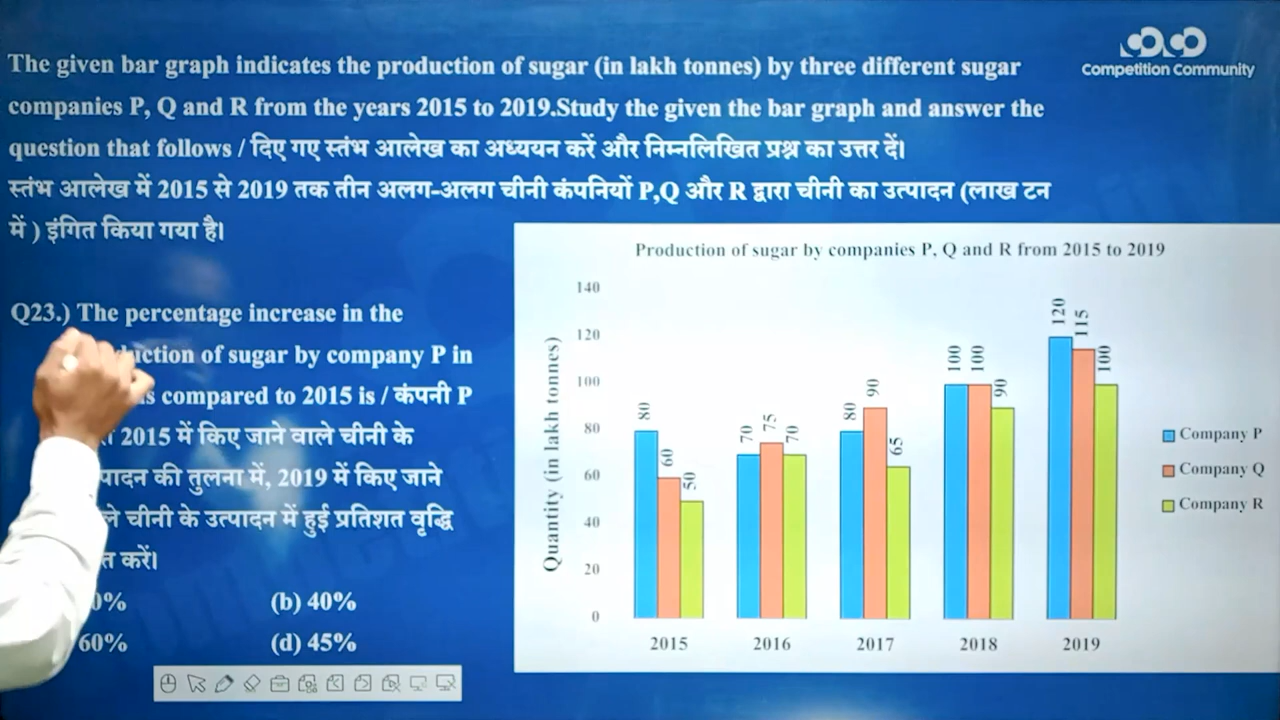 Competition Community
The given bar graph indicates the production of sugar (in lakh tonnes) by three different sugar
companies P, Q and R from the years 2015 to 2019.Study the given the bar graph and answer the
question that follows / दिए गए स्तंभ आलेख का अध्ययन करें और निम्नलिखित प्रश्न का उत्तर दें।
स्तंभ आलेख में 2015 से 2019 तक तीन अलग-अलग चीनी कंपनियों P,Q और R द्वारा चीनी का उत्पादन (लाख टन
में ) इंगित किया गया है।
Q23.) The percentage increase in the
of sugar by company P in
compared to 2015 is / कंपनी P
2015 में किए जाने वाले चीनी के
की तुलना में, 2019 में किए जाने
चीनी के उत्पादन में हुई प्रतिशत वृद्धि
करें।
(b) 40%
60% (d) 45%
Production of sugar by companies P, Q and R from 2015 to 2019
Quantity (in lakh tonnes)
140
120
100
80
60
40
20
0
80 60 50
70 75 70
80 90 65
100 100 90
120 115 100
2015 2016 2017 2018 2019
Company P
Company Q
Company R